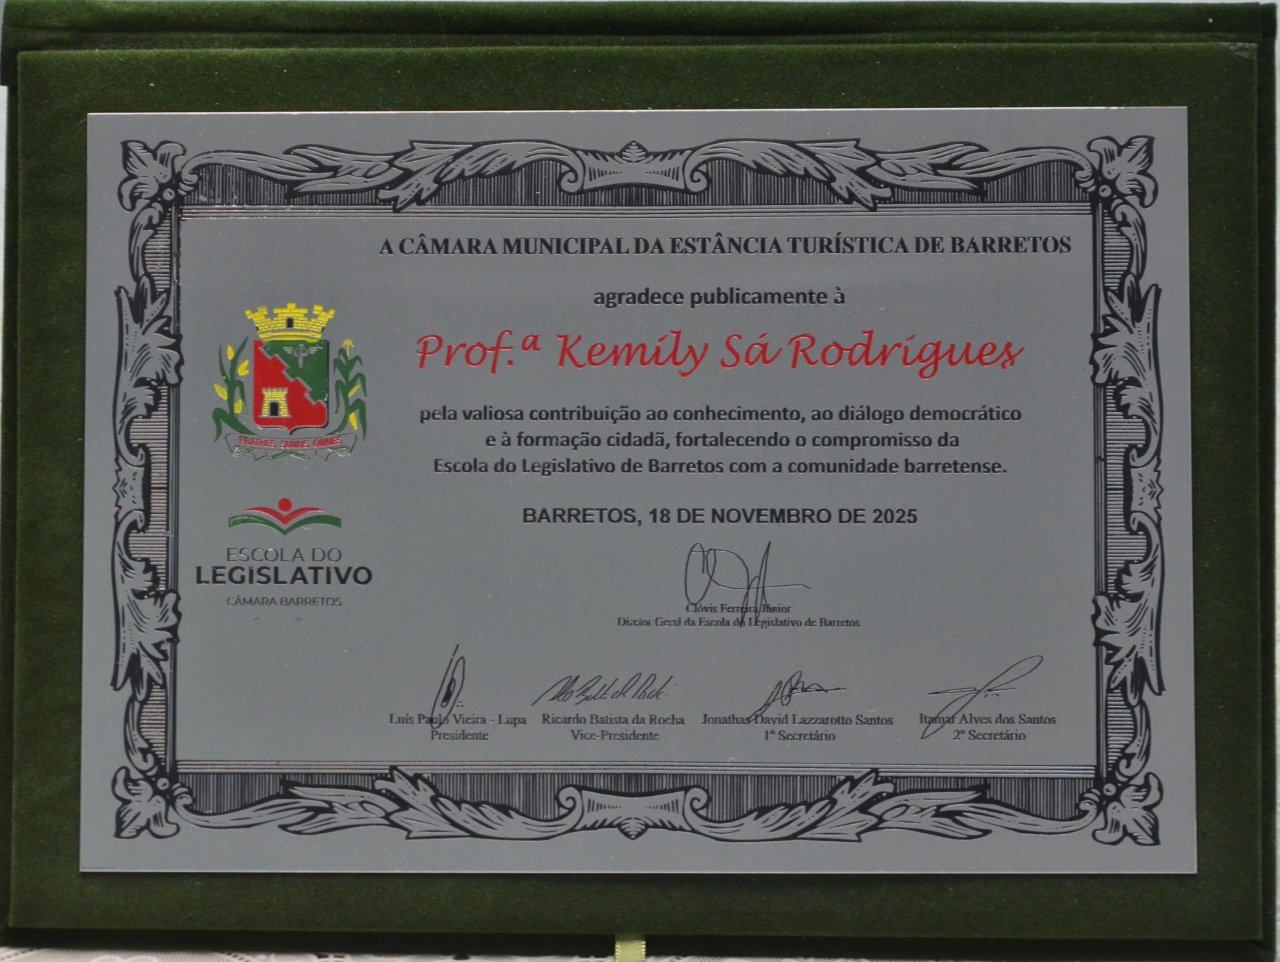 A CÂMARA MUNICIPAL DA ESTÂNCIA TURÍSTICA DE BARRETOS
agradece publicamente à
Prof.ª Kemily Sá Rodrigues
pela valiosa contribuição ao conhecimento, ao diálogo democrático
e à formação cidadã, fortalecendo o compromisso da
Escola do Legislativo de Barretos com a comunidade barretense.
BARRETOS, 18 DE NOVEMBRO DE 2025
FRATRES SUMUS OMNES
ESCOLA DO
LEGISLATIVO
CÂMARA BARRETOS
Clóvis Ferreira Júnior
Diretor Geral da Escola do Legislativo de Barretos
Luís Paulo Vieira - Lupa
Presidente
Ricardo Batista da Rocha
Vice-Presidente
Jonathas David Lazzarotto Santos
1º Secretário
Itamar Alves dos Santos
2º Secretário